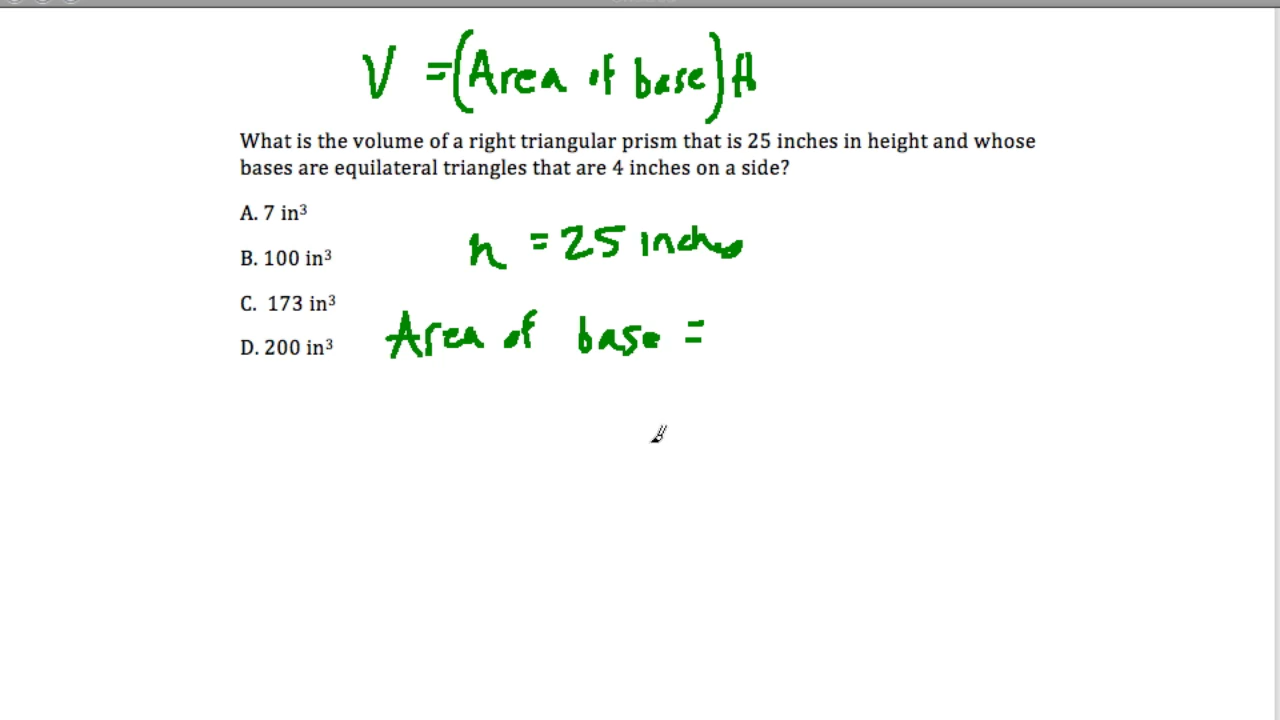 V = (Area of base) h
What is the volume of a right triangular prism that is 25 inches in height and whose
bases are equilateral triangles that are 4 inches on a side?
A. 7 in³
B. 100 in³
h = 25 inches
C. 173 in³
Area of base =
D. 200 in³